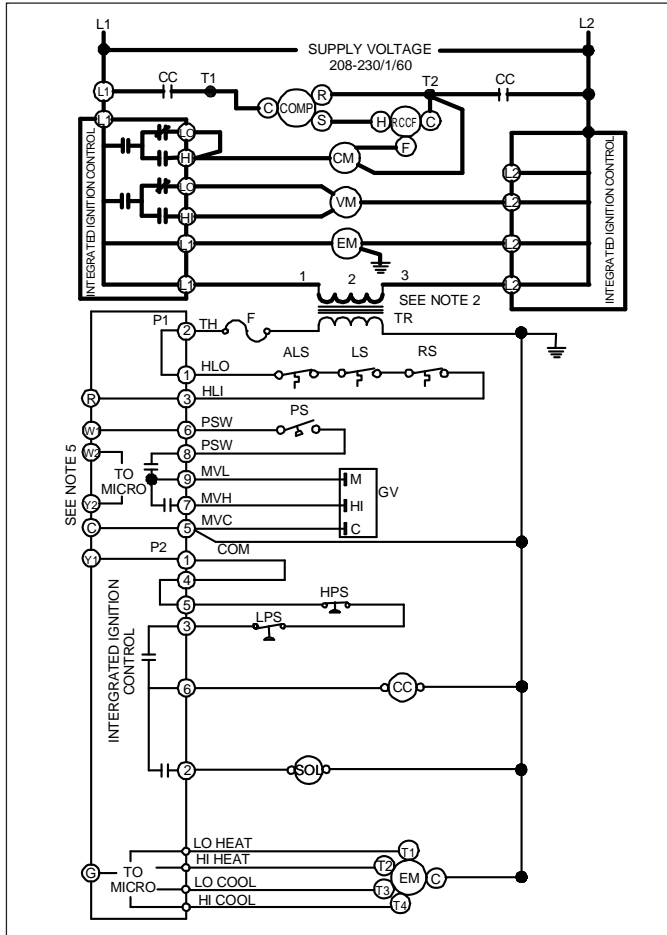 L1 L2
SUPPLY VOLTAGE
208-230/1/60
CC T1 T2 CC
L1 C COMP R
S H RCCF C
F
L1 INTEGRATED IGNITION CONTROL
LO
HI CM
LO
HI VM L2
L2
L1 EM L2
L1 1 2 3 L2
INTEGRATED IGNITION CONTROL
SEE NOTE 2
TR
P1 2 TH F
1 HLO ALS LS RS
R 3 HLI
W1 6 PSW PS
W2 8 PSW
SEE NOTE 5
TO
MICRO
9 MVL M
GV
Y2 7 MVH HI
C 5 MVC C
COM
Y1 P2 1
4
5 HPS
3 LPS
INTERGRATED IGNITION
CONTROL
6 CC
2 SOL
LO HEAT T1
HI HEAT T2
G TO
MICRO
EM C
LO COOL T3
HI COOL T4